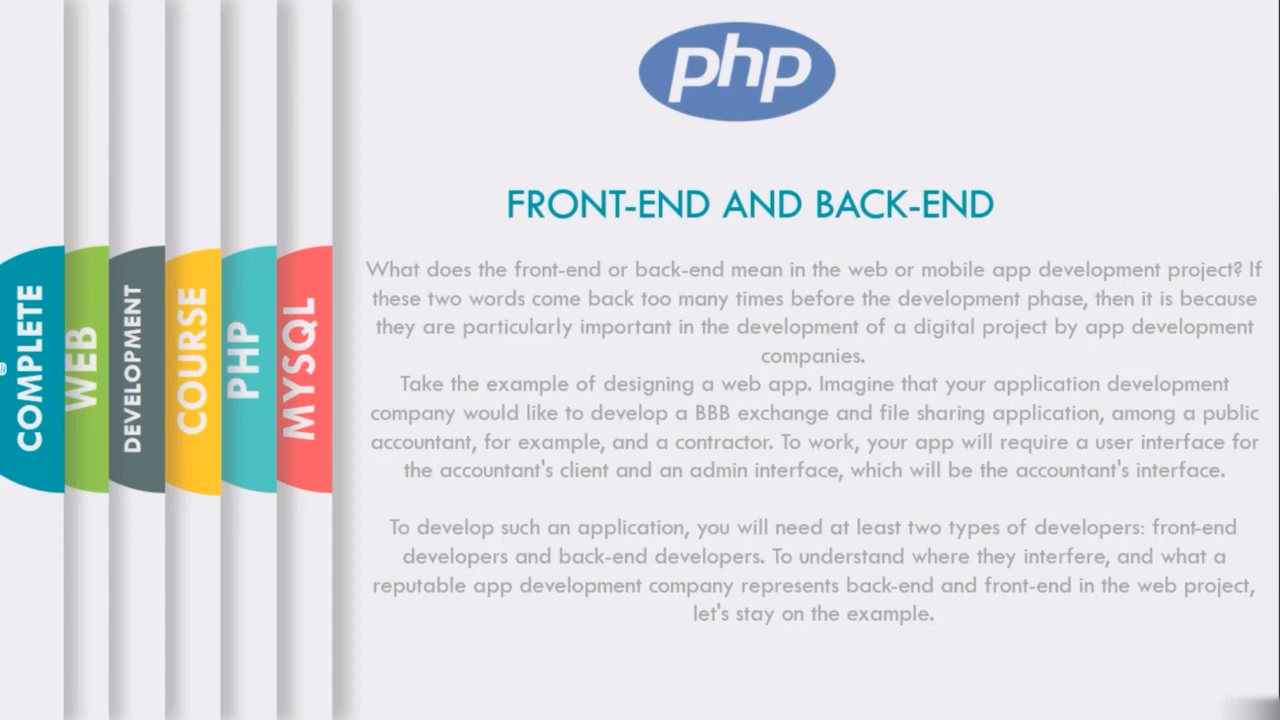 php
FRONT-END AND BACK-END
What does the front-end or back-end mean in the web or mobile app development project? If
these two words come back too many times before the development phase, then it is because
they are particularly important in the development of a digital project by app development
companies.
Take the example of designing a web app. Imagine that your application development
company would like to develop a BBB exchange and file sharing application, among a public
accountant, for example, and a contractor. To work, your app will require a user interface for
the accountant's client and an admin interface, which will be the accountant's interface.
To develop such an application, you will need at least two types of developers: front-end
developers and back-end developers. To understand where they interfere, and what a
reputable app development company represents back-end and front-end in the web project,
let's stay on the example.
COMPLETE
WEB
DEVELOPMENT
COURSE
PHP
MYSQL